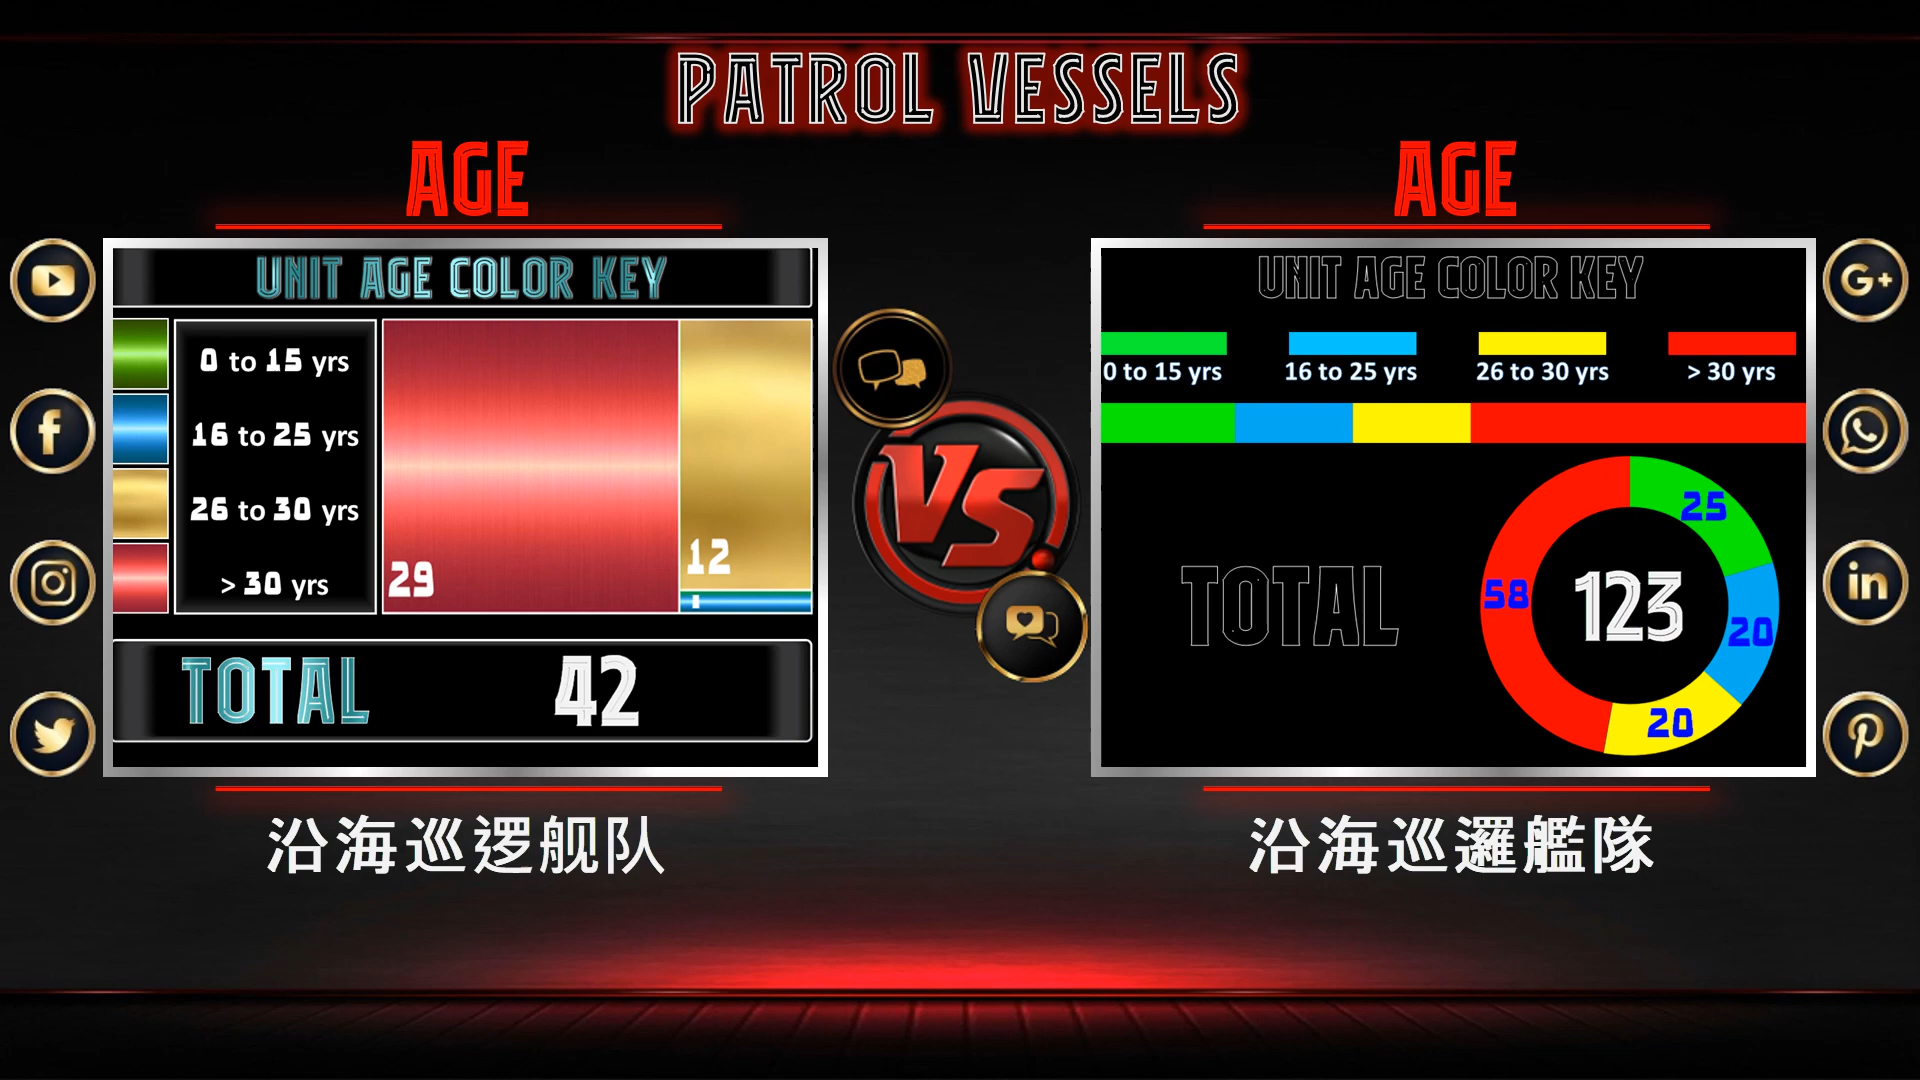 PATROL VESSELS
AGE
UNIT AGE COLOR KEY
0 to 15 yrs
16 to 25 yrs
26 to 30 yrs
> 30 yrs
29
12
1
TOTAL 42
沿海巡逻舰队
VS
AGE
UNIT AGE COLOR KEY
0 to 15 yrs 16 to 25 yrs 26 to 30 yrs > 30 yrs
25
58
20
20
TOTAL 123
沿海巡邏艦隊
G+
in